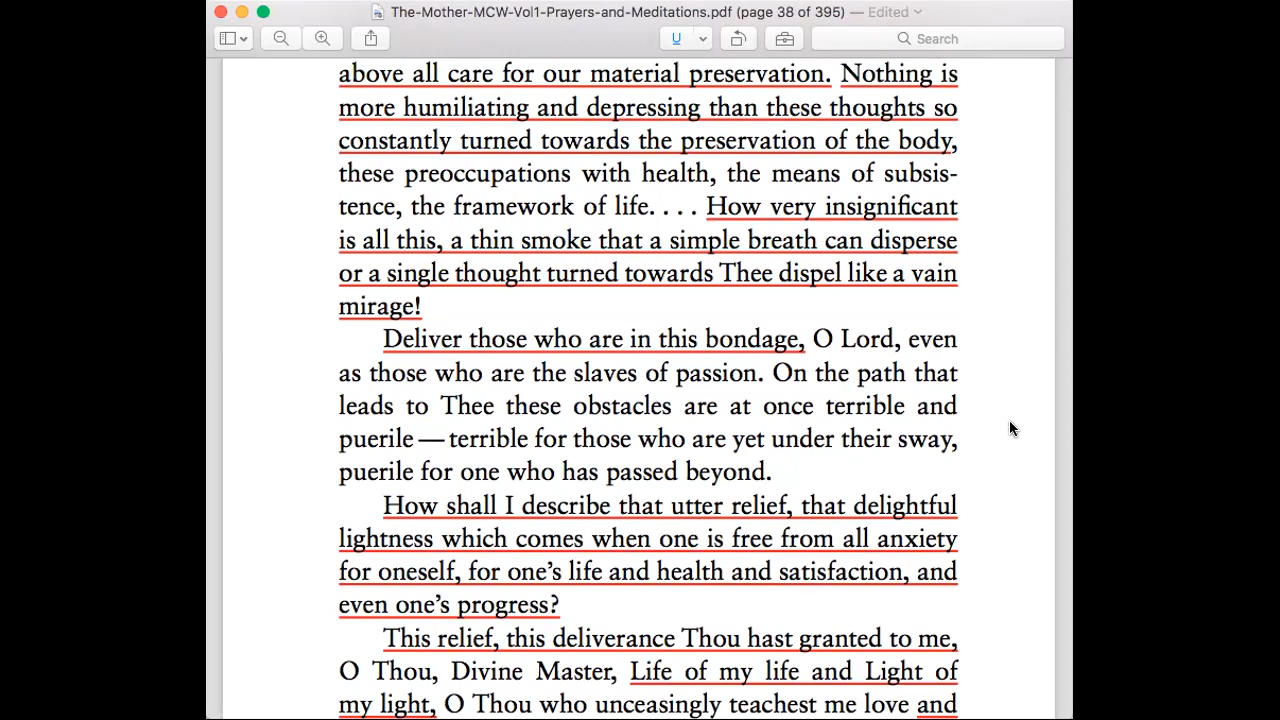 The-Mother-MCW-Vol1-Prayers-and-Meditations.pdf (page 38 of 395) — Edited
Search
above all care for our material preservation. Nothing is
more humiliating and depressing than these thoughts so
constantly turned towards the preservation of the body,
these preoccupations with health, the means of subsis-
tence, the framework of life. . . . How very insignificant
is all this, a thin smoke that a simple breath can disperse
or a single thought turned towards Thee dispel like a vain
mirage!
Deliver those who are in this bondage, O Lord, even
as those who are the slaves of passion. On the path that
leads to Thee these obstacles are at once terrible and
puerile — terrible for those who are yet under their sway,
puerile for one who has passed beyond.
How shall I describe that utter relief, that delightful
lightness which comes when one is free from all anxiety
for oneself, for one’s life and health and satisfaction, and
even one’s progress?
This relief, this deliverance Thou hast granted to me,
O Thou, Divine Master, Life of my life and Light of
my light, O Thou who unceasingly teachest me love and